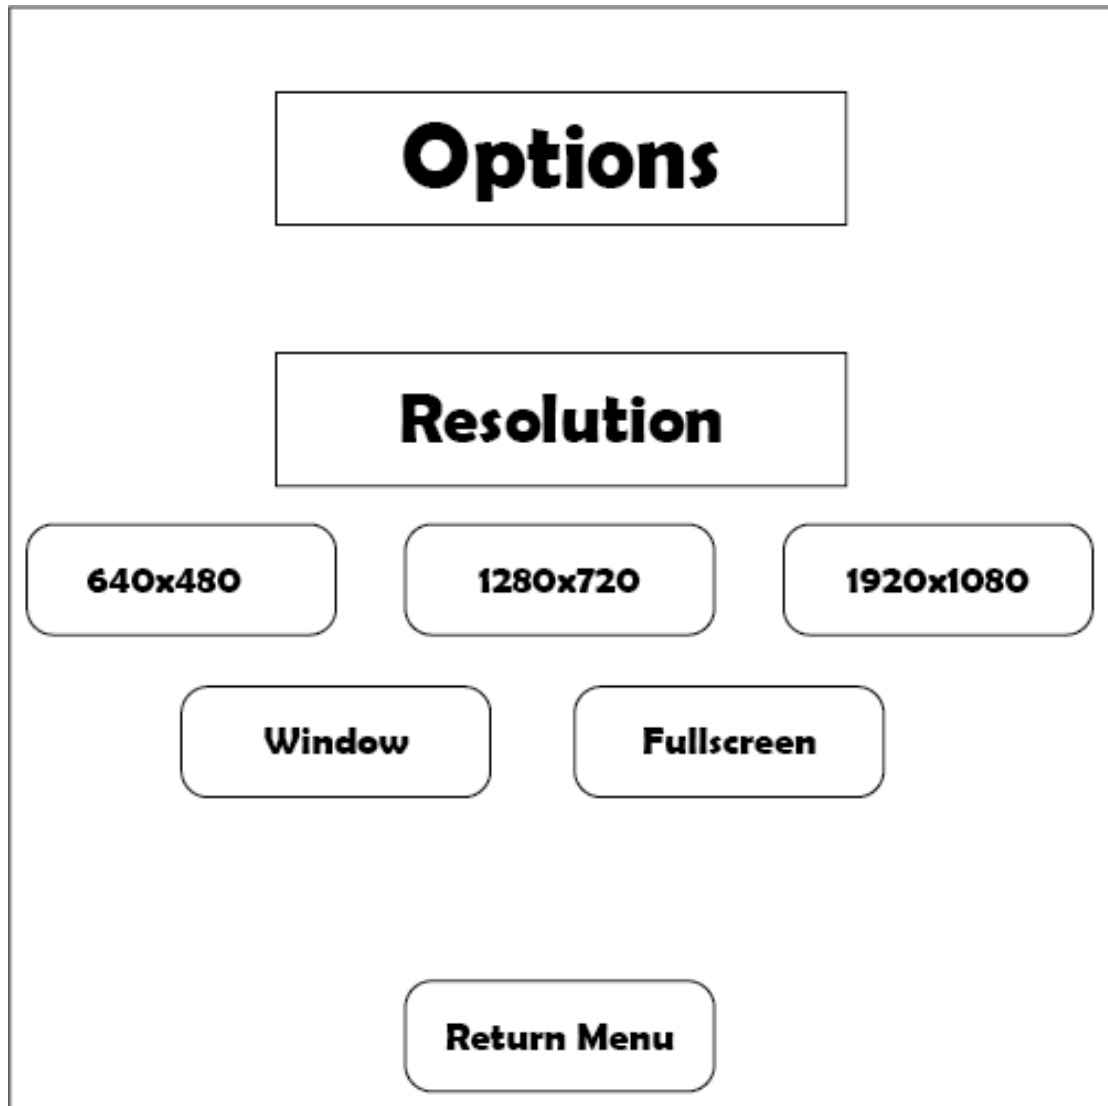 Options
Resolution
640x480
1280x720
1920x1080
Window
Fullscreen
Return Menu